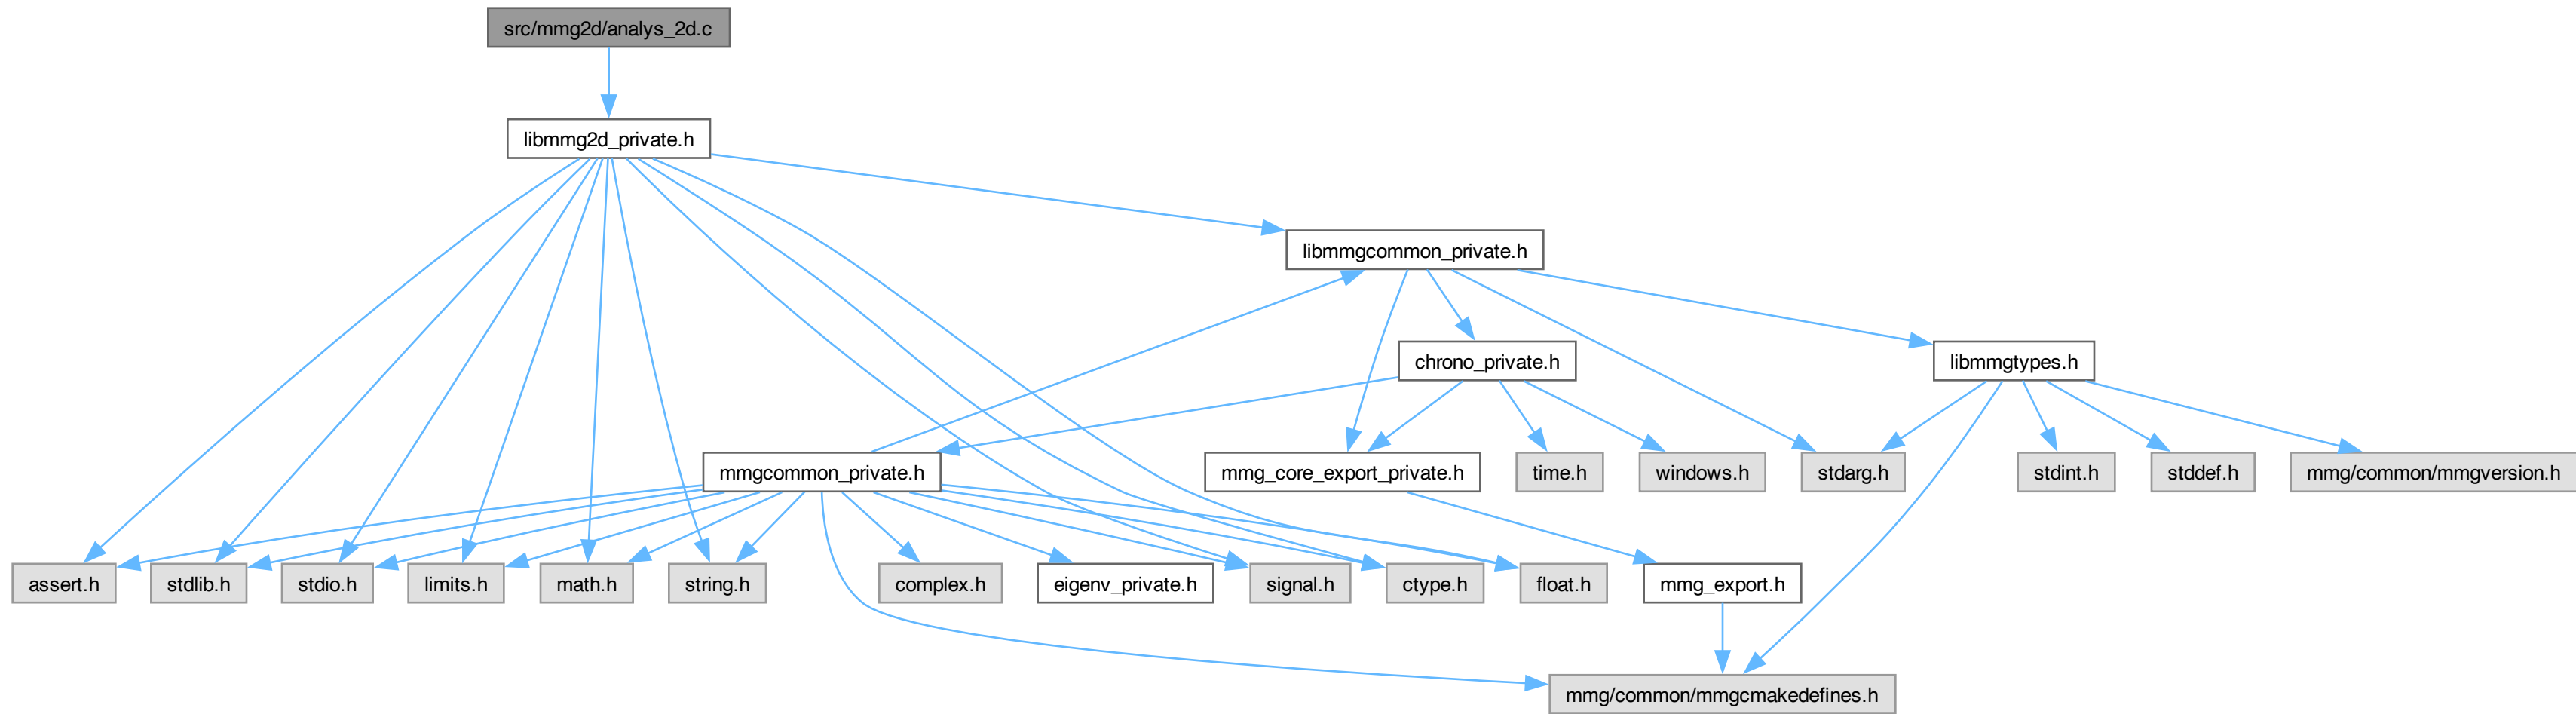 src/mmg2d/analys_2d.c
libmmg2d_private.h
libmmgcommon_private.h
chrono_private.h
libmmgtypes.h
mmgcommon_private.h
mmg_core_export_private.h
time.h
windows.h
stdarg.h
stdint.h
stddef.h
mmg/common/mmgversion.h
assert.h
stdlib.h
stdio.h
limits.h
math.h
string.h
complex.h
eigenv_private.h
signal.h
ctype.h
float.h
mmg_export.h
mmg/common/mmgcmakedefines.h